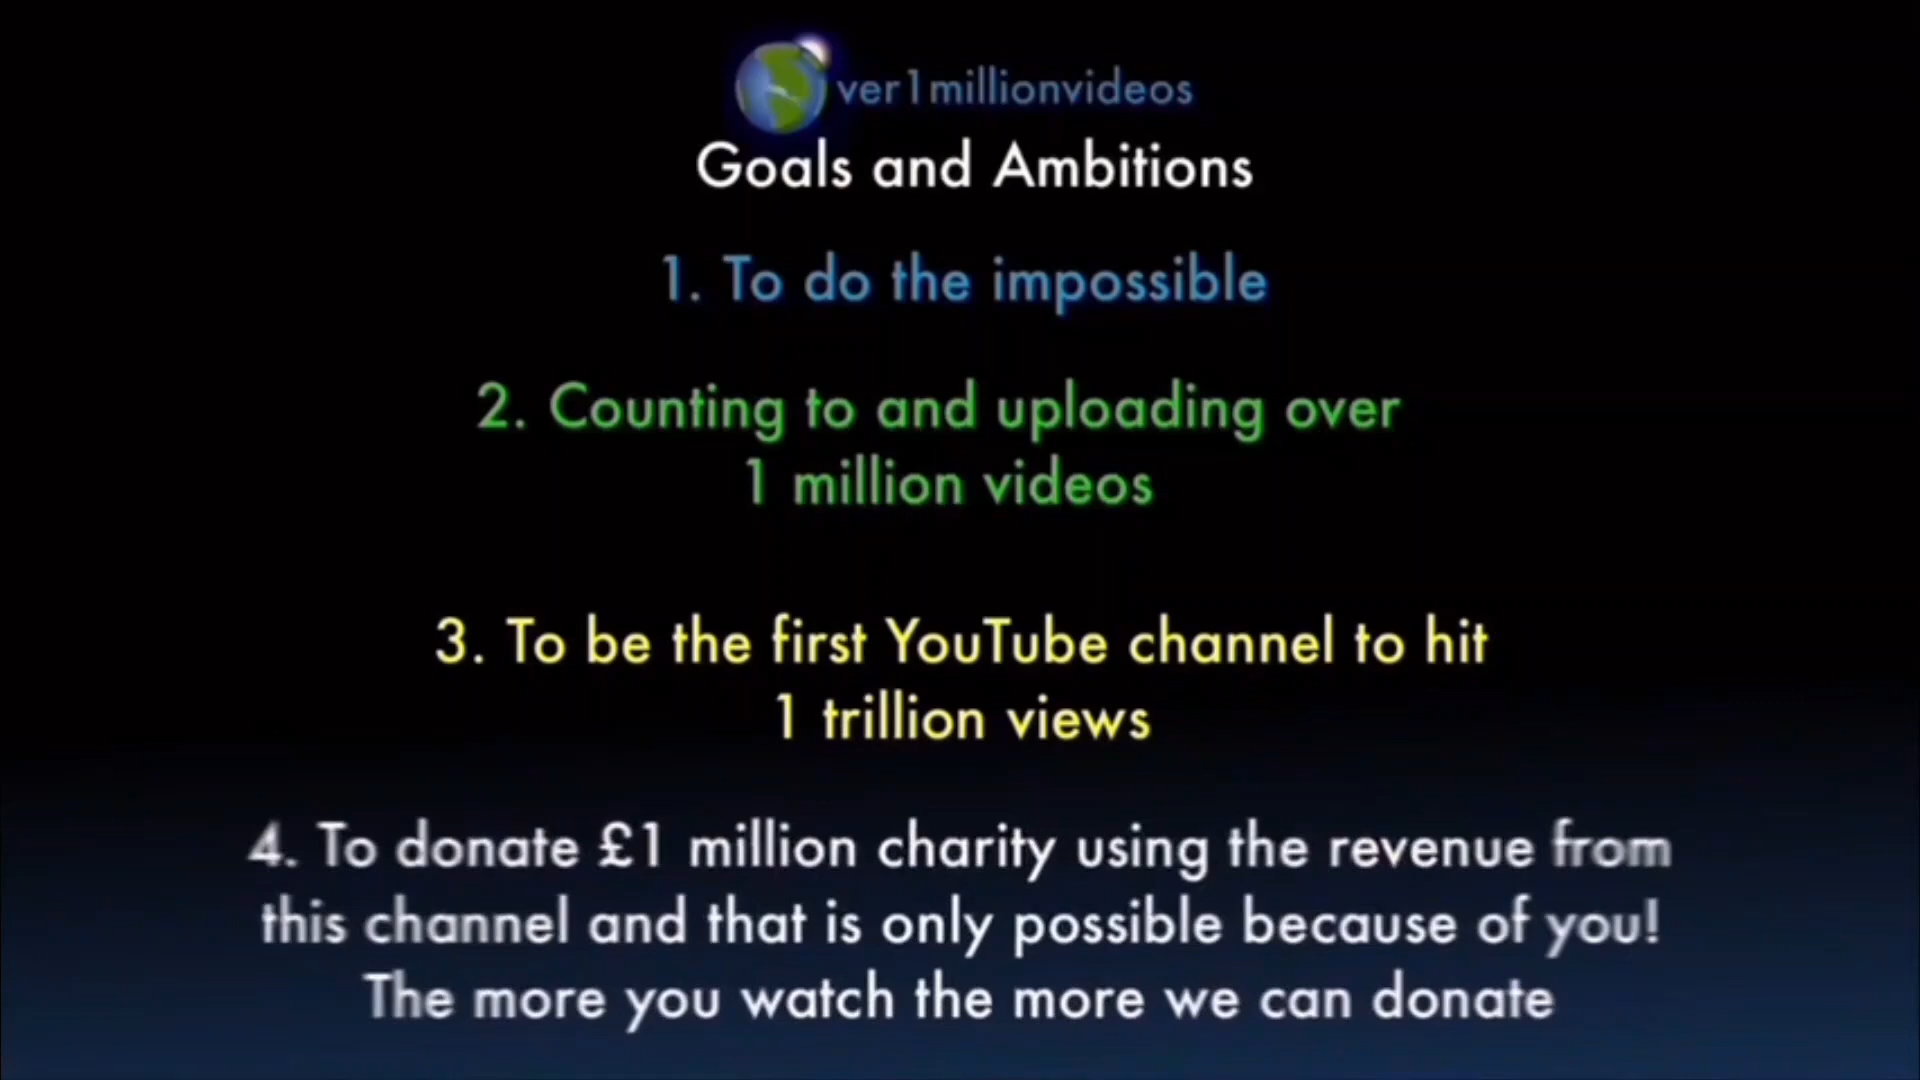 ver1millionvideos
Goals and Ambitions
1. To do the impossible
2. Counting to and uploading over
1 million videos
3. To be the first YouTube channel to hit
1 trillion views
4. To donate £1 million charity using the revenue from
this channel and that is only possible because of you!
The more you watch the more we can donate